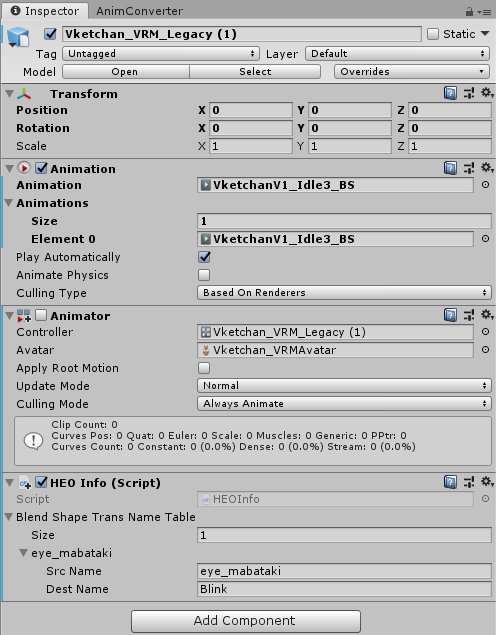 Inspector AnimConverter
Vketchan_VRM_Legacy (1) Static
Tag Untagged Layer Default
Model Open Select Overrides
Transform
Position X 0 Y 0 Z 0
Rotation X 0 Y 0 Z 0
Scale X 1 Y 1 Z 1
Animation
Animation VketchanV1_Idle3_BS
Animations
Size 1
Element 0 VketchanV1_Idle3_BS
Play Automatically
Animate Physics
Culling Type Based On Renderers
Animator
Controller Vketchan_VRM_Legacy (1)
Avatar Vketchan_VRMAvatar
Apply Root Motion
Update Mode Normal
Culling Mode Always Animate
Clip Count: 0
Curves Pos: 0 Quat: 0 Euler: 0 Scale: 0 Muscles: 0 Generic: 0 PPtr: 0
Curves Count: 0 Constant: 0 (0.0%) Dense: 0 (0.0%) Stream: 0 (0.0%)
HEO Info (Script)
Script HEOInfo
Blend Shape Trans Name Table
Size 1
eye_mabataki
Src Name eye_mabataki
Dest Name Blink
Add Component